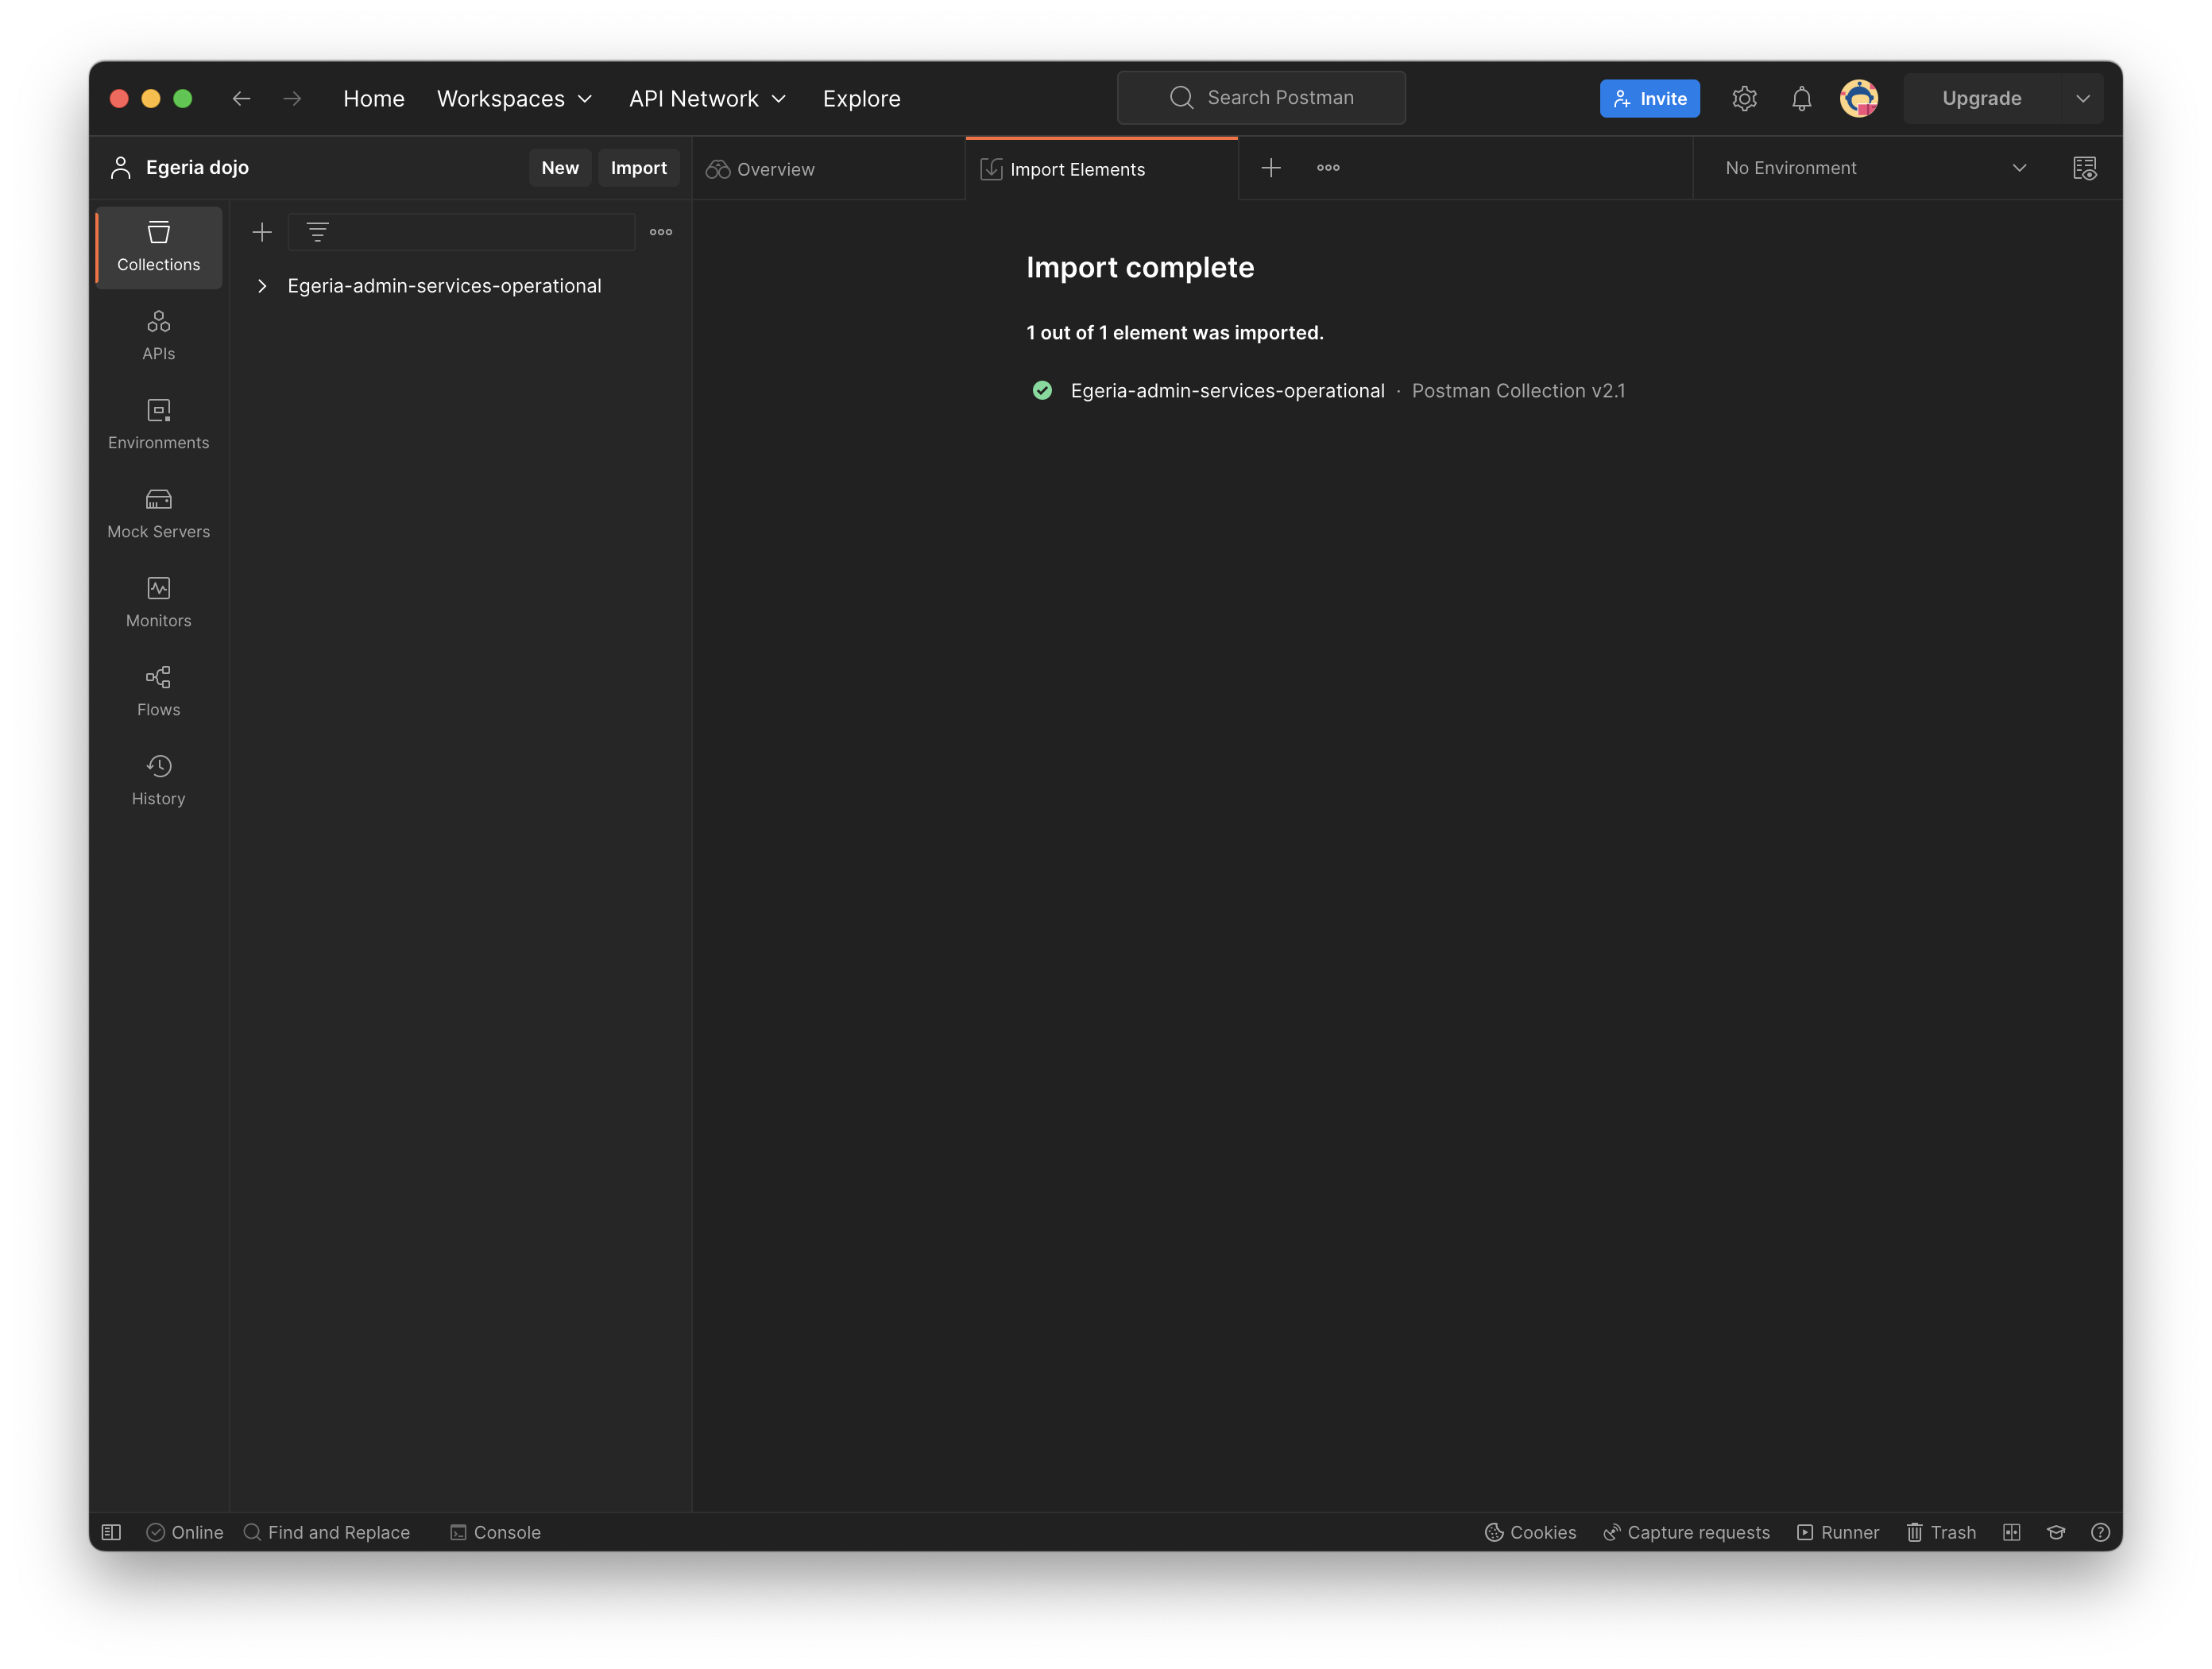 Home Workspaces API Network Explore Search Postman Invite Upgrade
Egeria dojo New Import Overview Import Elements No Environment
Collections
APIs
Environments
Mock Servers
Monitors
Flows
History
Egeria-admin-services-operational
Import complete
1 out of 1 element was imported.
Egeria-admin-services-operational · Postman Collection v2.1
Online Find and Replace Console Cookies Capture requests Runner Trash